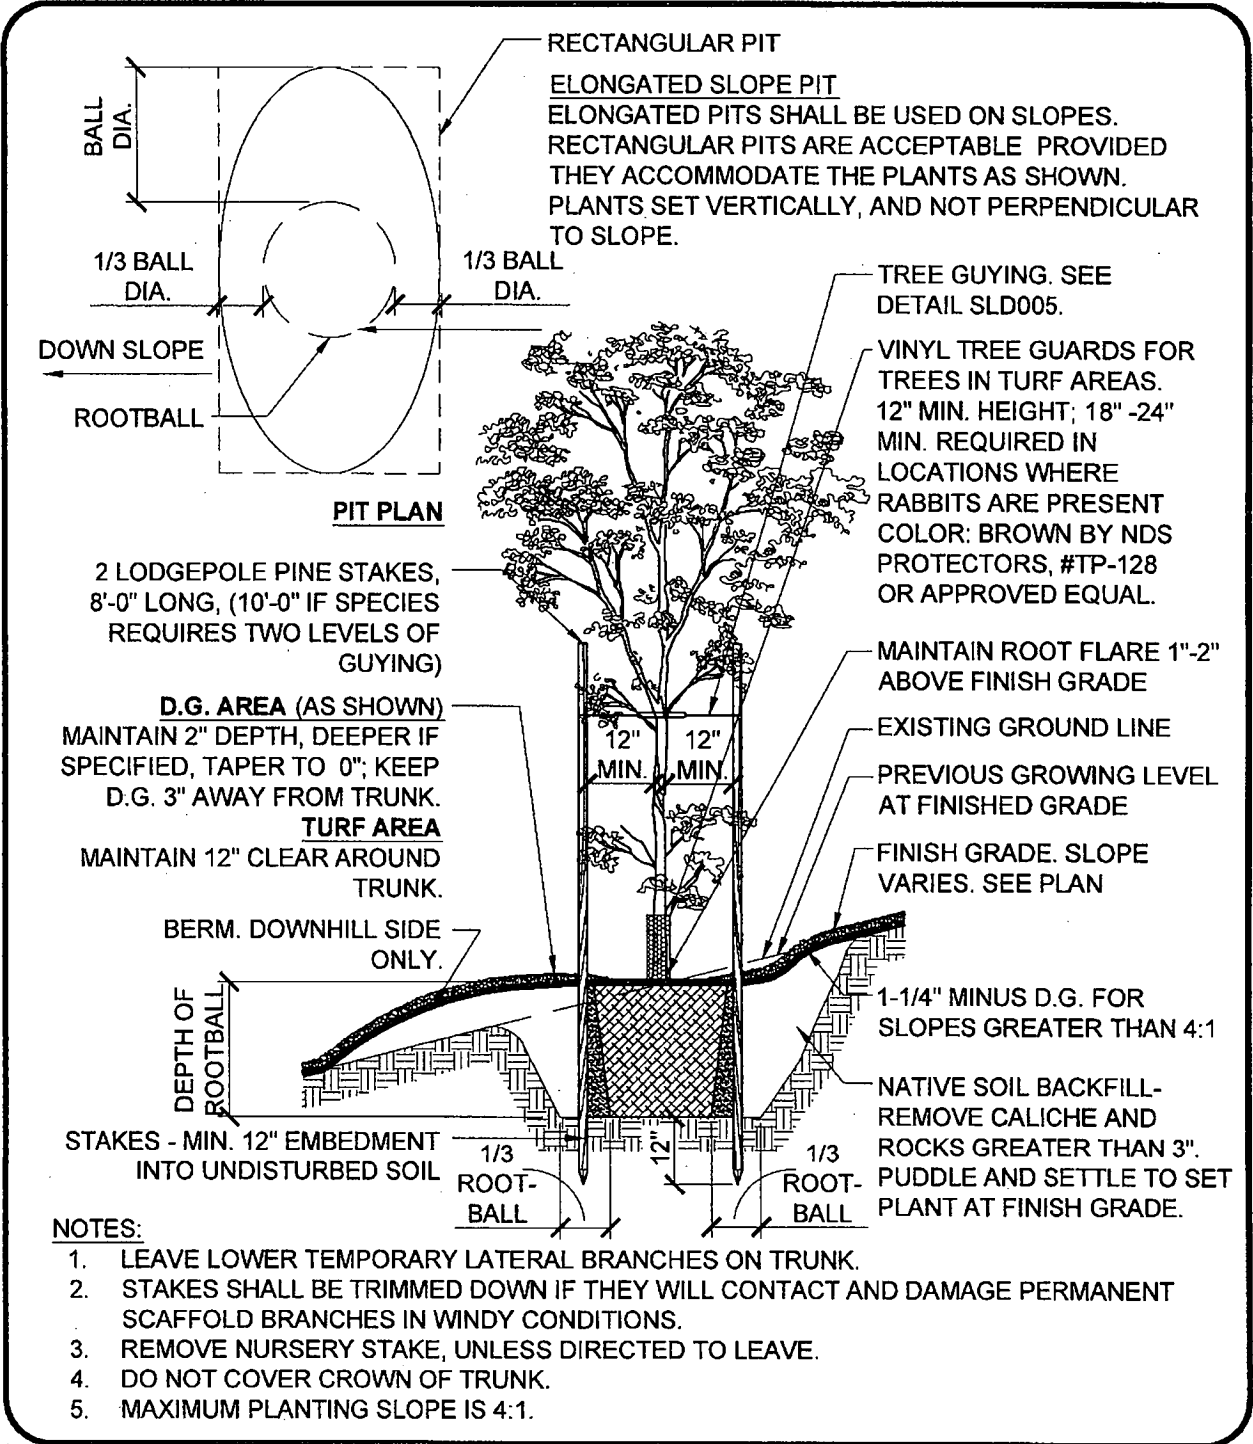 RECTANGULAR PIT
ELONGATED SLOPE PIT
ELONGATED PITS SHALL BE USED ON SLOPES.
RECTANGULAR PITS ARE ACCEPTABLE PROVIDED
THEY ACCOMMODATE THE PLANTS AS SHOWN.
PLANTS SET VERTICALLY, AND NOT PERPENDICULAR
TO SLOPE.
BALL
DIA.
1/3 BALL
DIA.
1/3 BALL
DIA.
DOWN SLOPE
ROOTBALL
PIT PLAN
TREE GUYING. SEE
DETAIL SLD005.
VINYL TREE GUARDS FOR
TREES IN TURF AREAS.
12" MIN. HEIGHT; 18" -24"
MIN. REQUIRED IN
LOCATIONS WHERE
RABBITS ARE PRESENT
COLOR: BROWN BY NDS
PROTECTORS, #TP-128
OR APPROVED EQUAL.
2 LODGEPOLE PINE STAKES,
8'-0" LONG, (10'-0" IF SPECIES
REQUIRES TWO LEVELS OF
GUYING)
D.G. AREA (AS SHOWN)
MAINTAIN 2" DEPTH, DEEPER IF
SPECIFIED, TAPER TO 0"; KEEP
D.G. 3" AWAY FROM TRUNK.
TURF AREA
MAINTAIN 12" CLEAR AROUND
TRUNK.
BERM. DOWNHILL SIDE
ONLY.
12"
MIN.
12"
MIN.
MAINTAIN ROOT FLARE 1"-2"
ABOVE FINISH GRADE
EXISTING GROUND LINE
PREVIOUS GROWING LEVEL
AT FINISHED GRADE
FINISH GRADE. SLOPE
VARIES. SEE PLAN
1-1/4" MINUS D.G. FOR
SLOPES GREATER THAN 4:1
NATIVE SOIL BACKFILL-
REMOVE CALICHE AND
ROCKS GREATER THAN 3".
PUDDLE AND SETTLE TO SET
PLANT AT FINISH GRADE.
DEPTH OF
ROOTBALL
STAKES - MIN. 12" EMBEDMENT
INTO UNDISTURBED SOIL
1/3
ROOT-
BALL
12"
1/3
ROOT-
BALL
NOTES:
1. LEAVE LOWER TEMPORARY LATERAL BRANCHES ON TRUNK.
2. STAKES SHALL BE TRIMMED DOWN IF THEY WILL CONTACT AND DAMAGE PERMANENT
SCAFFOLD BRANCHES IN WINDY CONDITIONS.
3. REMOVE NURSERY STAKE, UNLESS DIRECTED TO LEAVE.
4. DO NOT COVER CROWN OF TRUNK.
5. MAXIMUM PLANTING SLOPE IS 4:1.